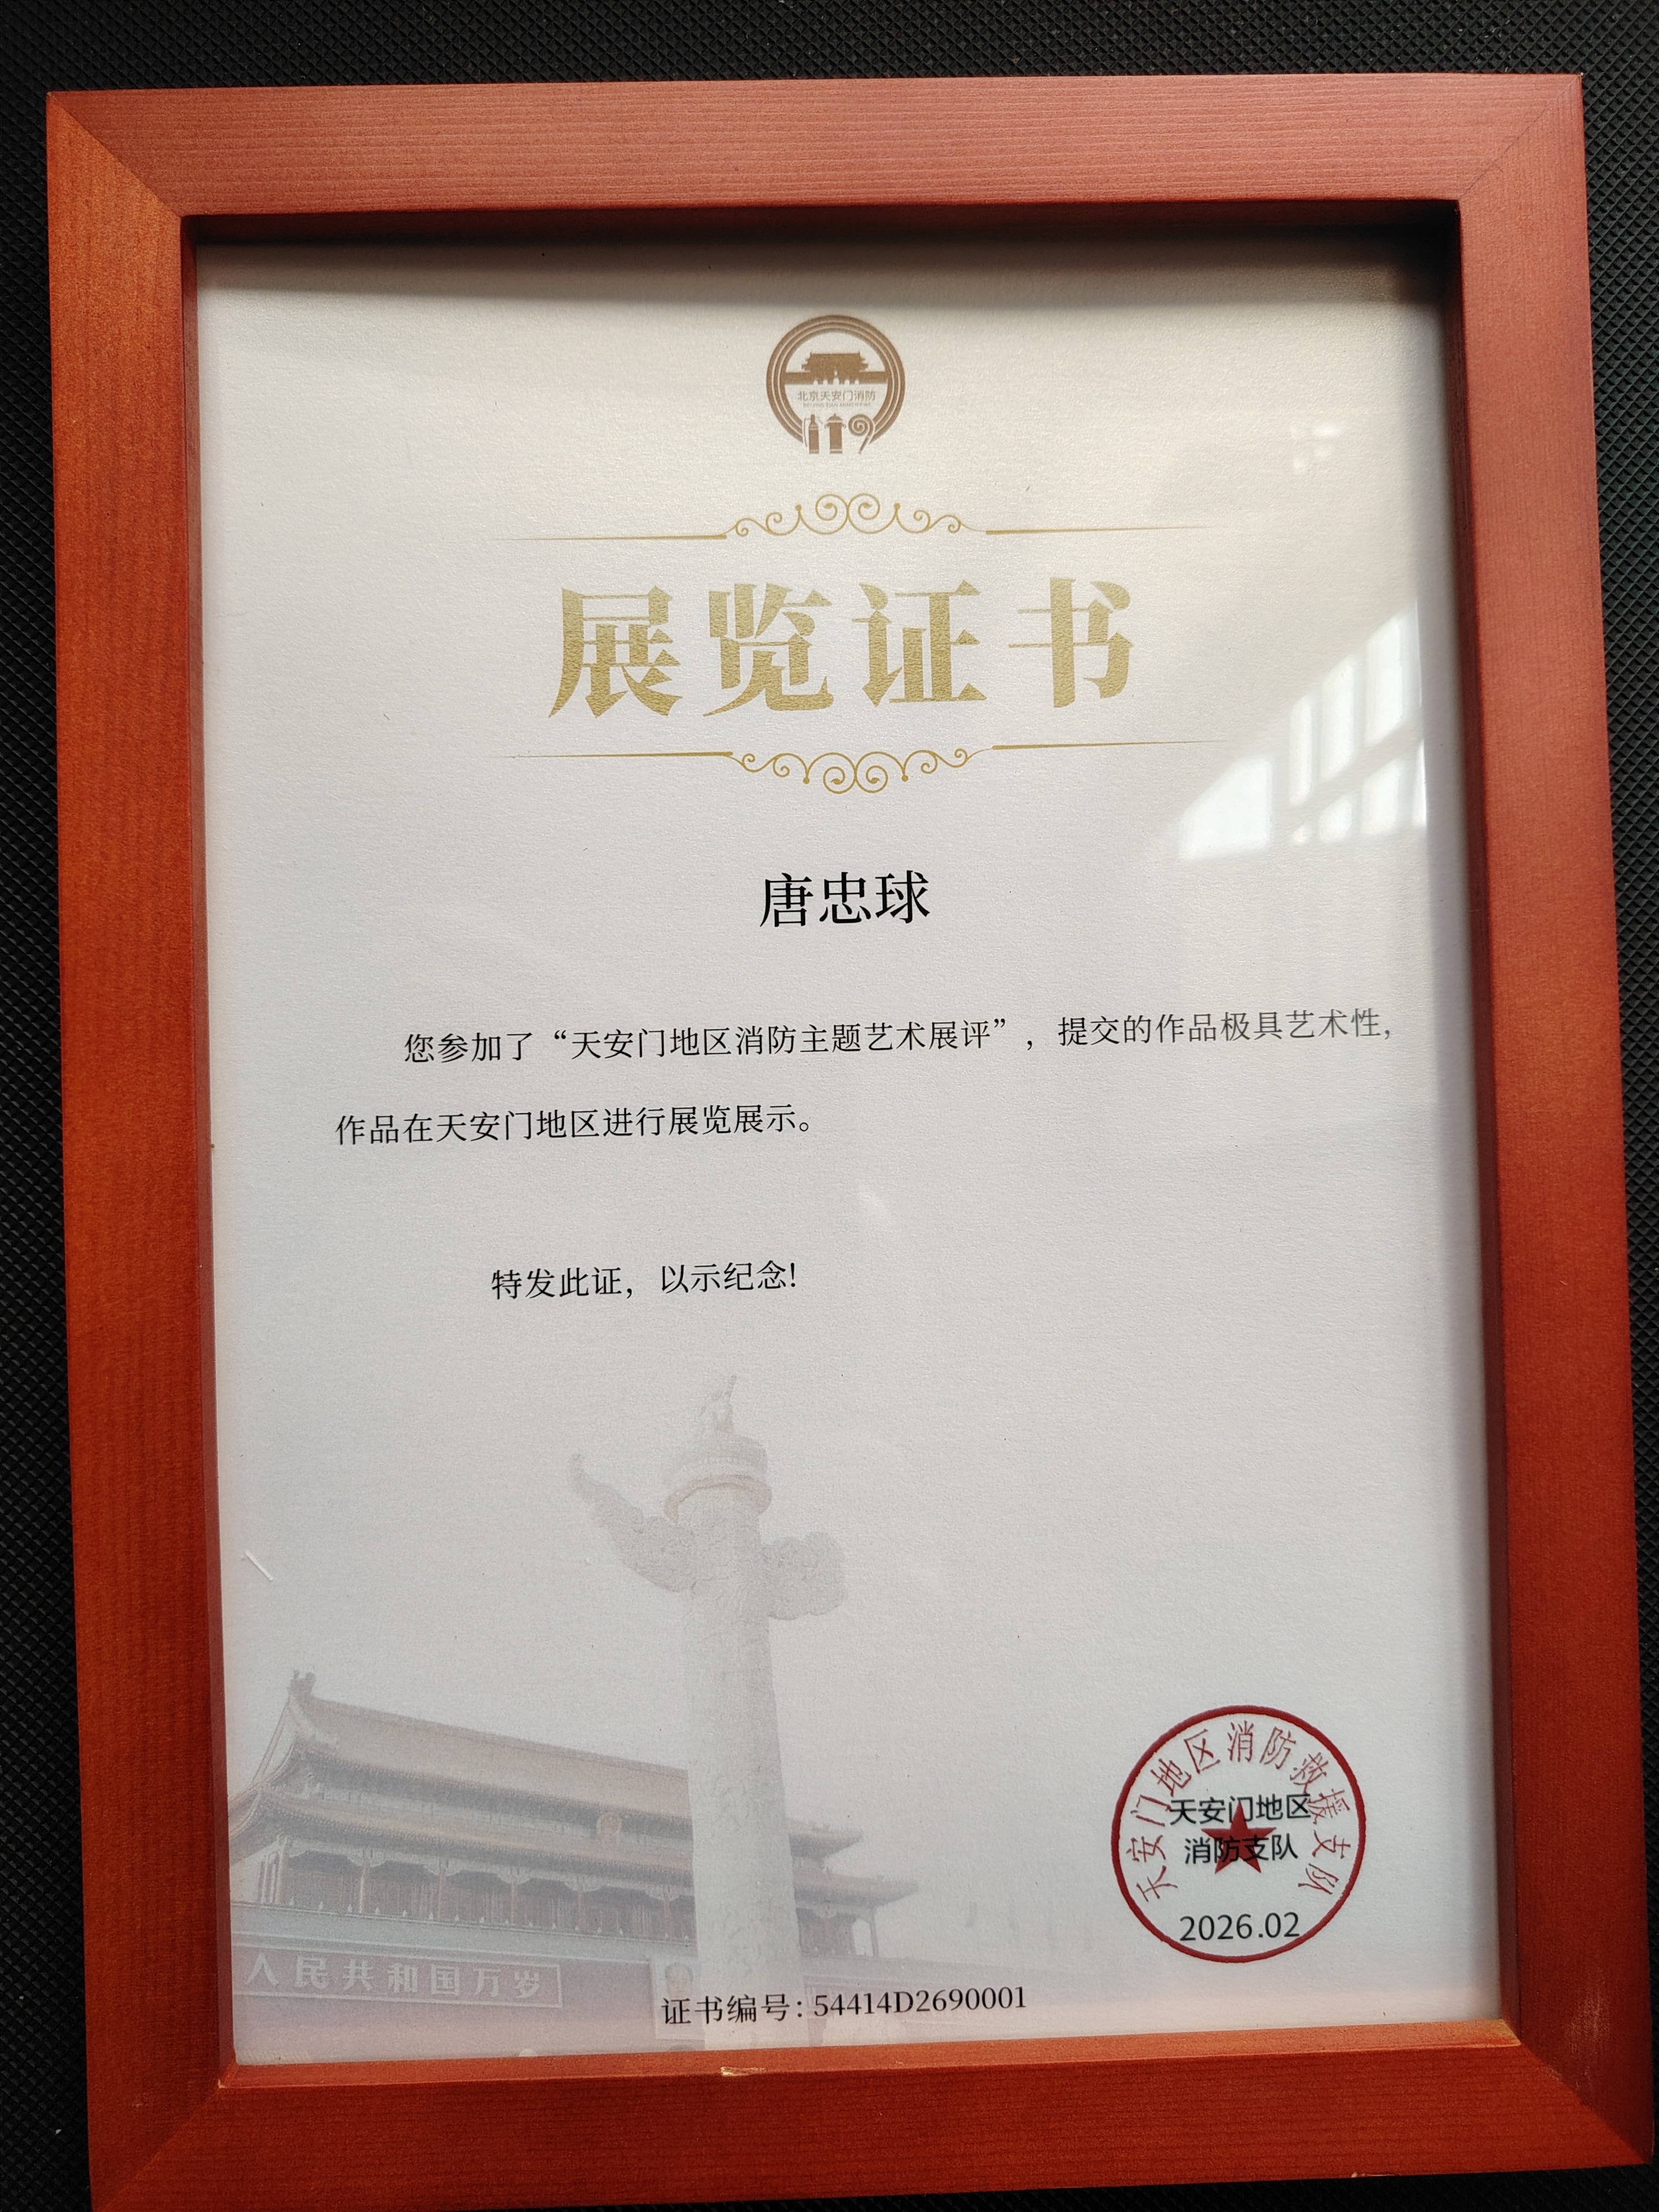 北京天安门消防
119
展览证书
唐忠球
您参加了“天安门地区消防主题艺术展评”，提交的作品极具艺术性，
作品在天安门地区进行展览展示。
特发此证，以示纪念!
天安门地区消防救援支队
天安门地区
消防支队
2026.02
人民共和国万岁
证书编号：54414D2690001